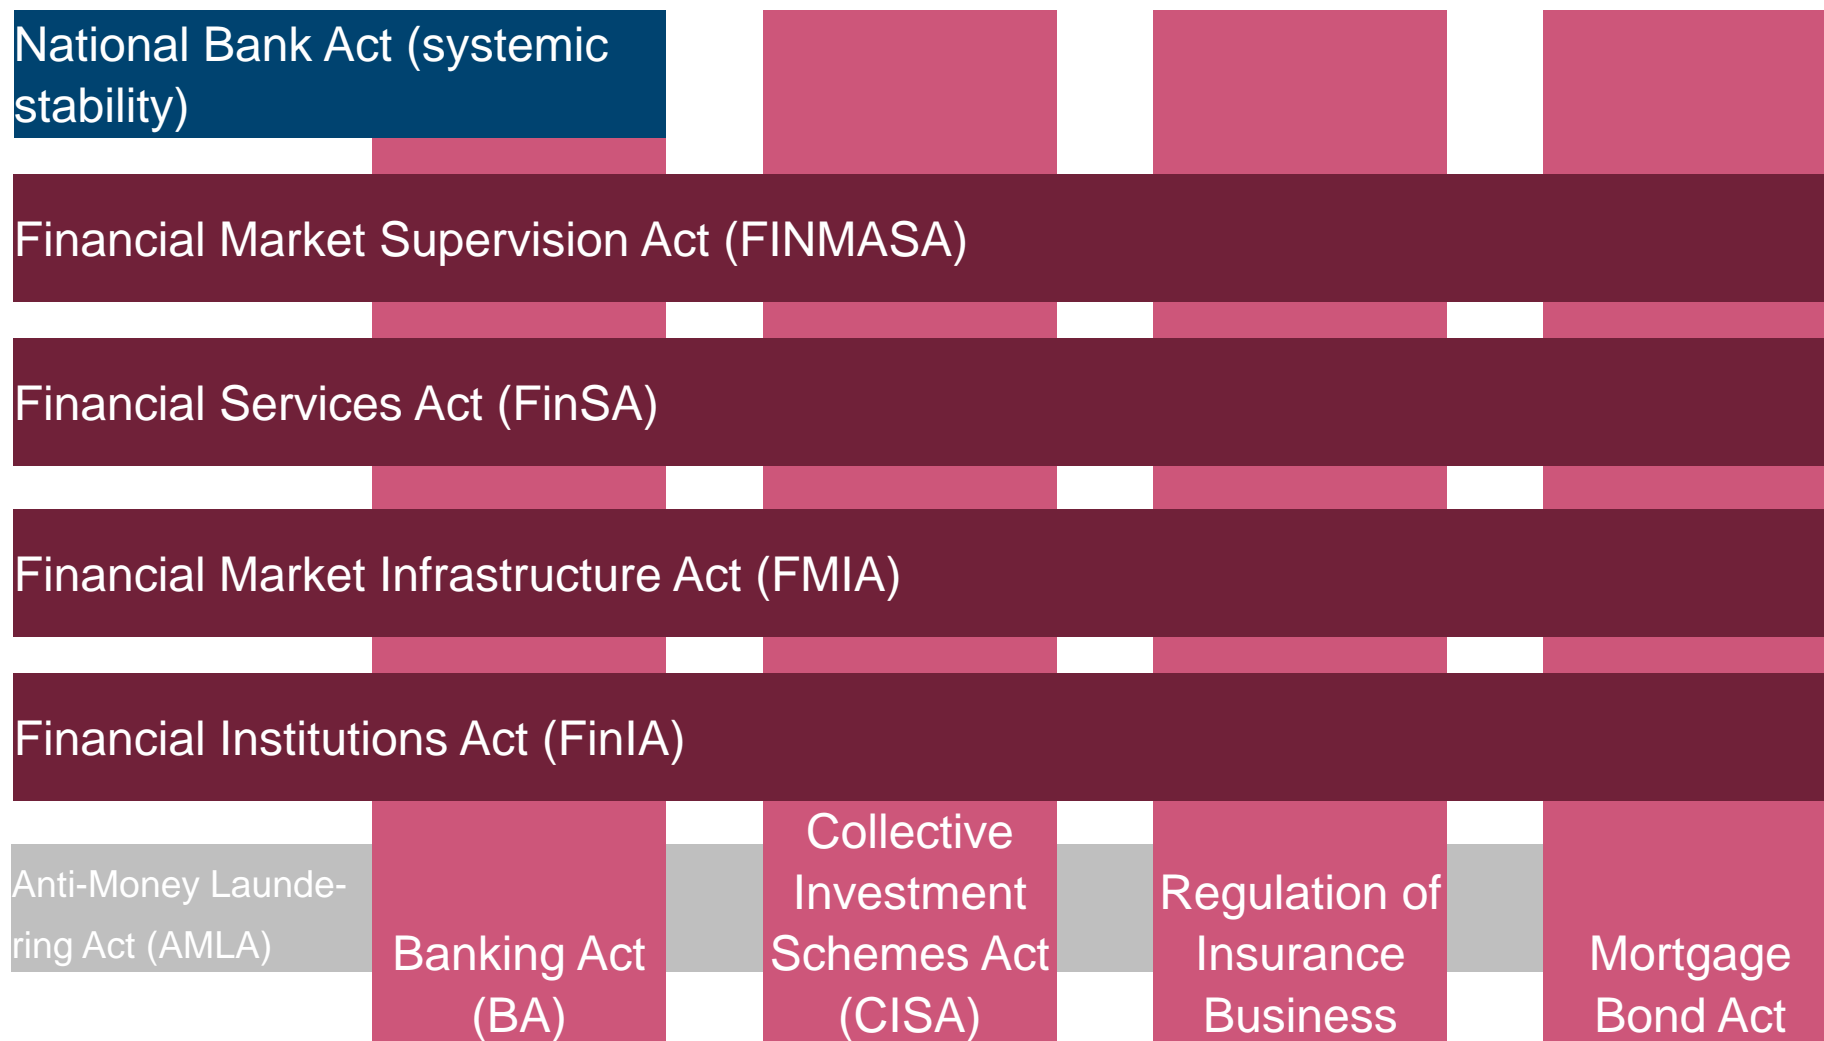 National Bank Act (systemic
stability)
Financial Market Supervision Act (FINMASA)
Financial Services Act (FinSA)
Financial Market Infrastructure Act (FMIA)
Financial Institutions Act (FinIA)
Anti-Money Launde-
ring Act (AMLA)
Banking Act
(BA)
Collective
Investment
Schemes Act
(CISA)
Regulation of
Insurance
Business
Mortgage
Bond Act